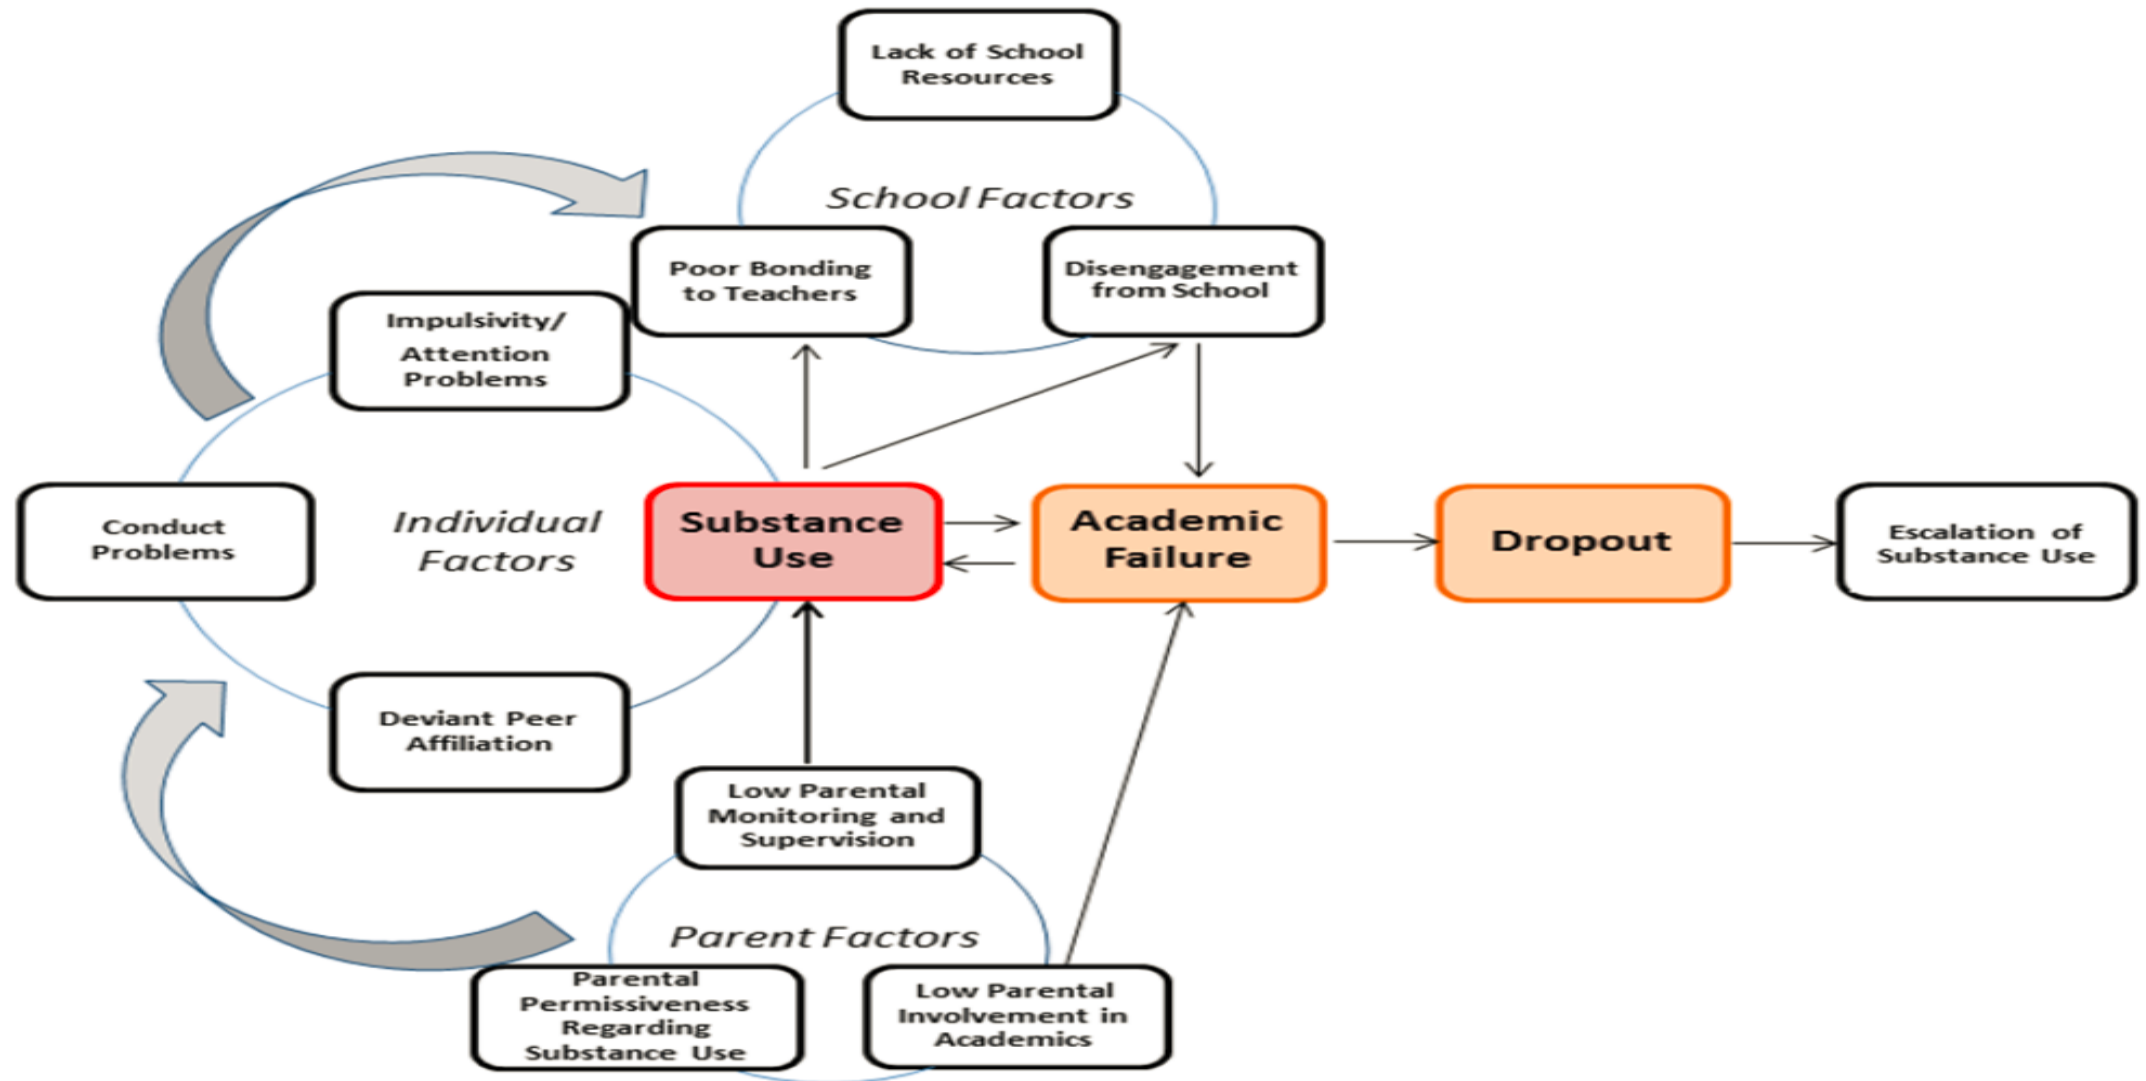 Lack of School
Resources
School Factors
Poor Bonding
to Teachers
Disengagement
from School
Impulsivity/
Attention
Problems
Conduct
Problems
Individual
Factors
Substance
Use
Academic
Failure
Dropout
Escalation of
Substance Use
Deviant Peer
Affiliation
Low Parental
Monitoring and
Supervision
Parent Factors
Parental
Permissiveness
Regarding
Substance Use
Low Parental
Involvement in
Academics